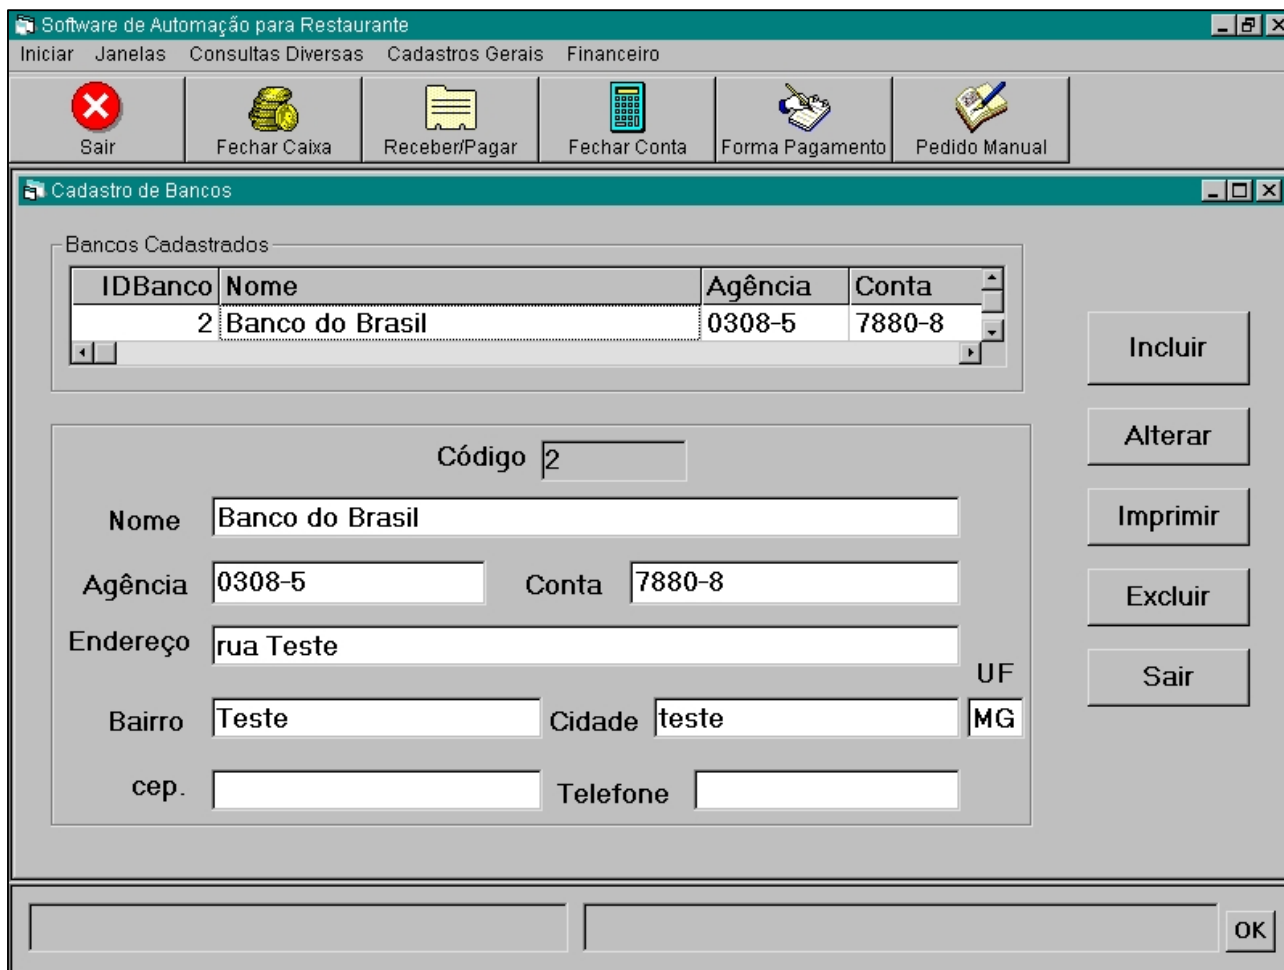 Software de Automação para Restaurante
Iniciar Janelas Consultas Diversas Cadastros Gerais Financeiro
Sair Fechar Caixa Receber/Pagar Fechar Conta Forma Pagamento Pedido Manual
Cadastro de Bancos
Bancos Cadastrados
IDBanco Nome Agência Conta
2 Banco do Brasil 0308-5 7880-8
Incluir
Código 2
Alterar
Nome Banco do Brasil
Imprimir
Agência 0308-5 Conta 7880-8
Excluir
Endereço rua Teste
UF
Sair
Bairro Teste Cidade teste MG
cep. Telefone
OK